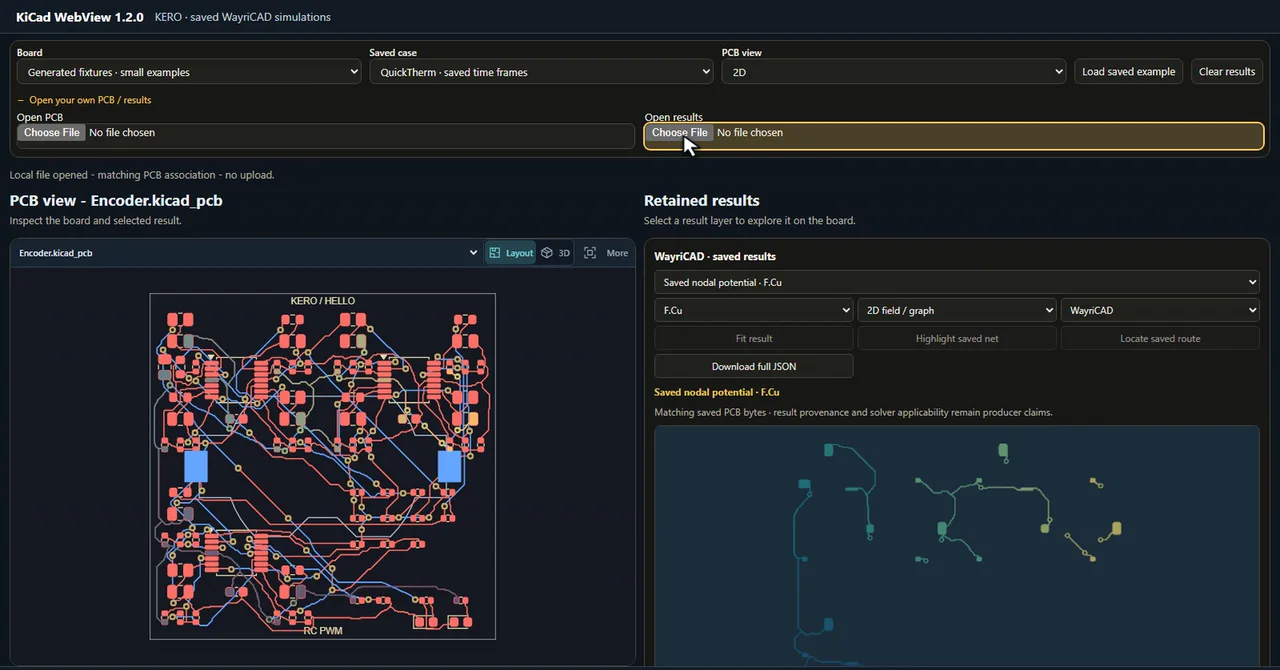 KiCad WebView 1.2.0 KERO · saved WayriCAD simulations
Board Saved case PCB view
Generated fixtures · small examples QuickTherm · saved time frames 2D Load saved example Clear results
– Open your own PCB / results
Open PCB Open results
Choose File No file chosen Choose File No file chosen
Local file opened - matching PCB association - no upload.
PCB view - Encoder.kicad_pcb
Inspect the board and selected result.
Encoder.kicad_pcb Layout 3D More
KERO / HELLO
RC PWM
Retained results
Select a result layer to explore it on the board.
WayriCAD · saved results
Saved nodal potential · F.Cu
F.Cu 2D field / graph WayriCAD
Fit result Highlight saved net Locate saved route
Download full JSON
Saved nodal potential · F.Cu
Matching saved PCB bytes · result provenance and solver applicability remain producer claims.